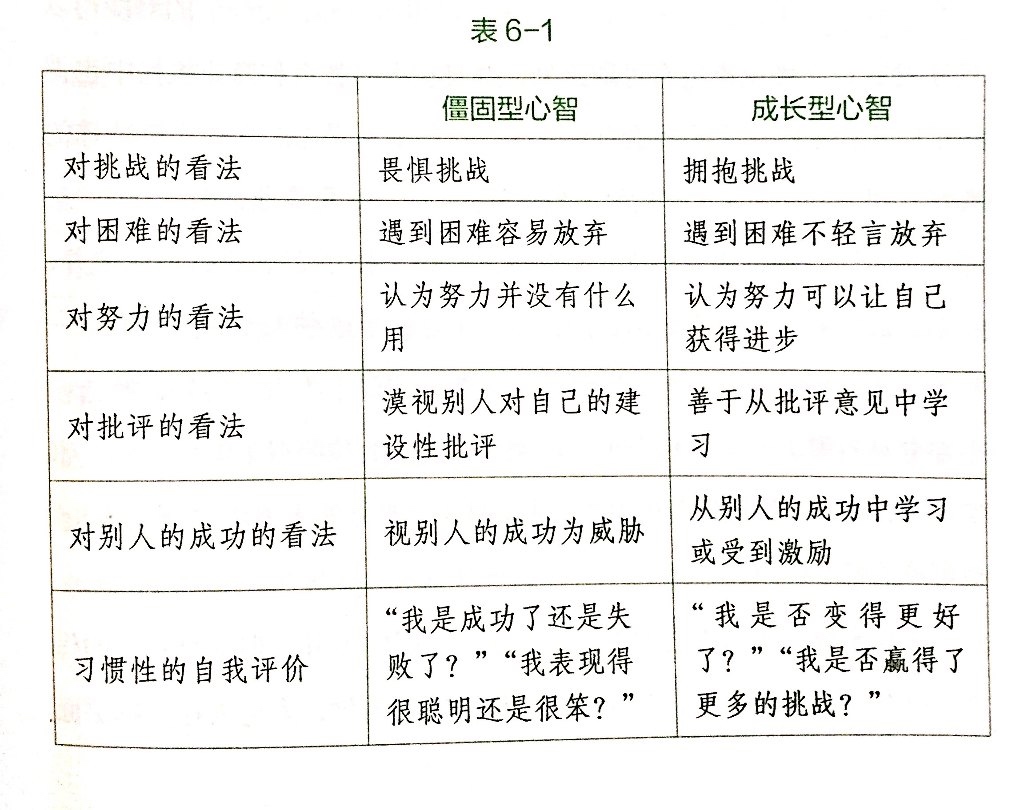 表6-1
僵固型心智 成长型心智
对挑战的看法 畏惧挑战 拥抱挑战
对困难的看法 遇到困难容易放弃 遇到困难不轻言放弃
对努力的看法
认为努力并没有什么
用
认为努力可以让自己
获得进步
对批评的看法
漠视别人对自己的建
设性批评
善于从批评意见中学
习
对别人的成功的看法
视别人的成功为威胁
从别人的成功中学习
或受到激励
习惯性的自我评价
“我是成功了还是失
败了？”“我表现得
很聪明还是很笨？”
“我是否变得更好
了？”“我是否赢得了
更多的挑战？”